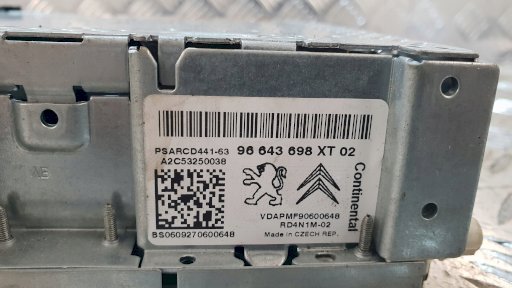 PSARCD441-63 96 643 698 XT 02
A2C53250038
Continental
VDAPMF90600648
RD4N1M-02
BS0609270600648 Made in CZECH REP.